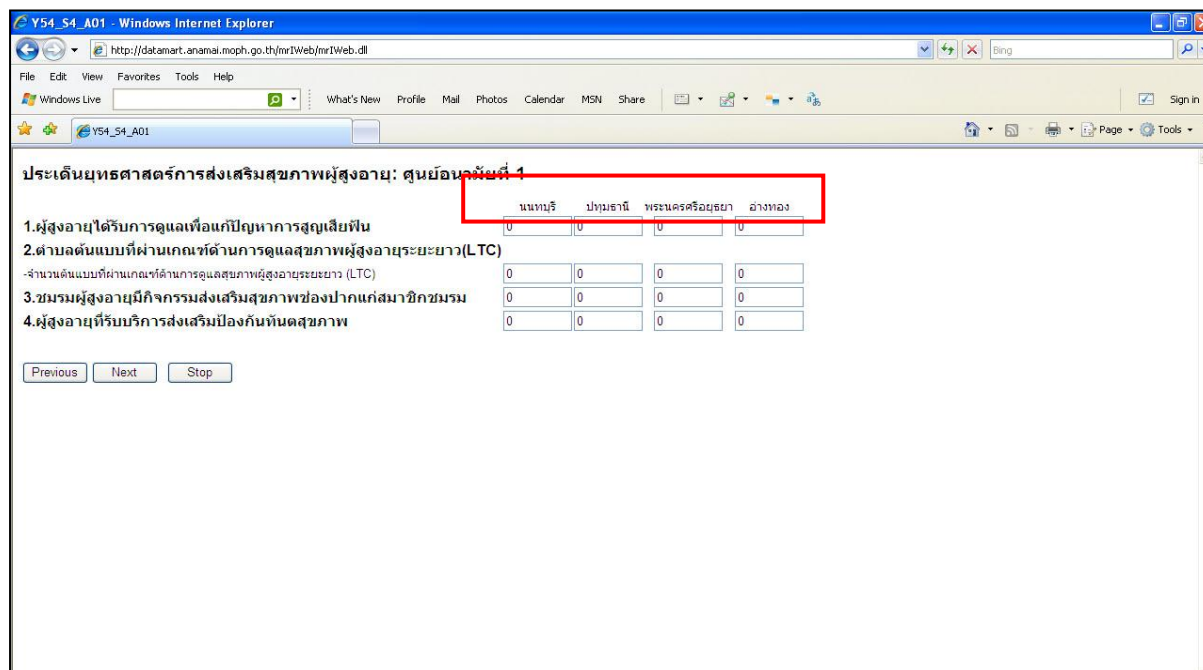 Y54_S4_A01 - Windows Internet Explorer
http://datamart.anamai.moph.go.th/mrIWeb/mrIWeb.dll Bing
File Edit View Favorites Tools Help
Windows Live What's New Profile Mail Photos Calendar MSN Share Sign in
Y54_S4_A01 Page Tools
ประเด็นยุทธศาสตร์การส่งเสริมสุขภาพผู้สูงอายุ: ศูนย์อนามัยที่ 1
นนทบุรี ปทุมธานี พระนครศรีอยุธยา อ่างทอง
1.ผู้สูงอายุได้รับการดูแลเพื่อแก้ปัญหาการสูญเสียฟัน 0 0 0 0
2.ตำบลต้นแบบที่ผ่านเกณฑ์ด้านการดูแลสุขภาพผู้สูงอายุระยะยาว(LTC)
-จำนวนต้นแบบที่ผ่านเกณฑ์ด้านการดูแลสุขภาพผู้สูงอายุระยะยาว (LTC) 0 0 0 0
3.ชมรมผู้สูงอายุมีกิจกรรมส่งเสริมสุขภาพช่องปากแก่สมาชิกชมรม 0 0 0 0
4.ผู้สูงอายุที่รับบริการส่งเสริมป้องกันทันตสุขภาพ 0 0 0 0
Previous Next Stop